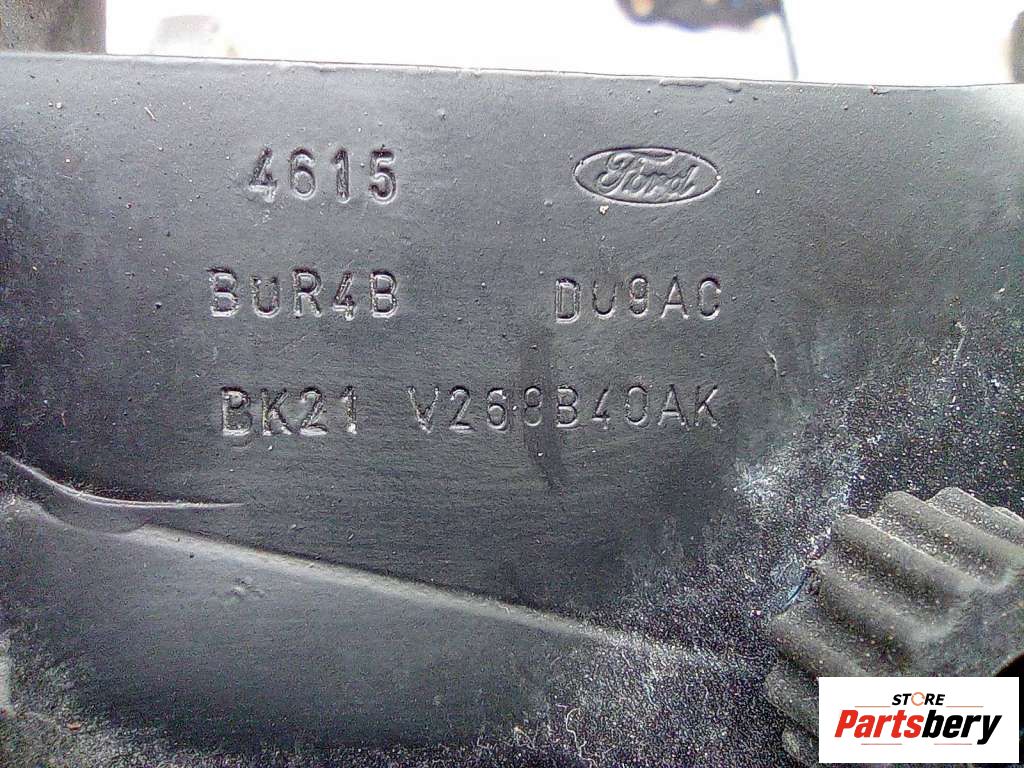 4615 Ford
BUR4B DU9AC
BK21 V268B40AK
STORE
Partsbery